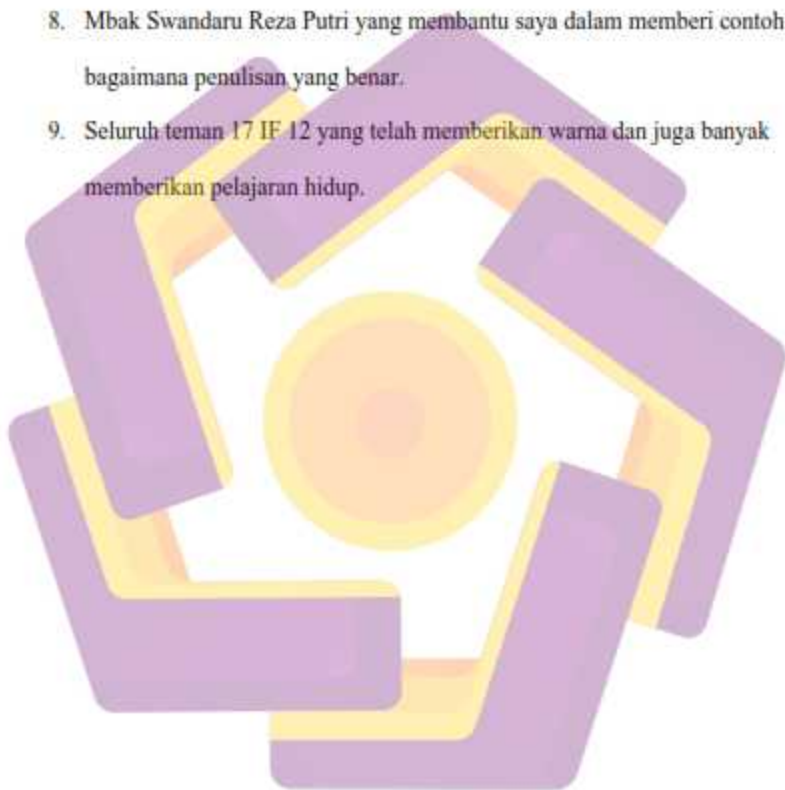 8. Mbak Swandaru Reza Putri yang membantu saya dalam memberi contoh
bagaimana penulisan yang benar.
9. Seluruh teman 17 IF 12 yang telah memberikan warna dan juga banyak
memberikan pelajaran hidup.